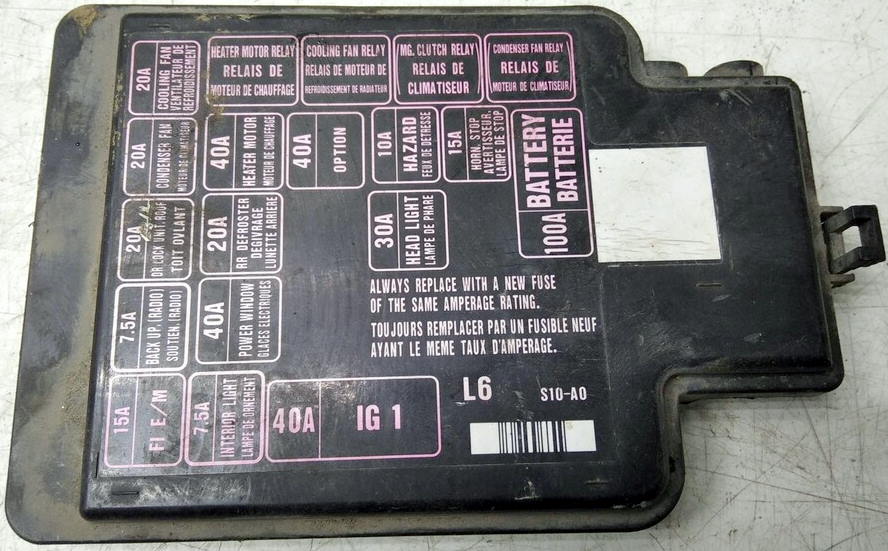 20A
COOLING FAN
VENTILATEUR DE
REFROIDISSEMENT
HEATER MOTOR RELAY
RELAIS DE
MOTEUR DE CHAUFFAGE
COOLING FAN RELAY
RELAIS DE MOTEUR DE
REFROIDISSEMENT DE RADIATEUR
MG. CLUTCH RELAY
RELAIS DE
CLIMATISEUR
CONDENSER FAN RELAY
RELAIS DE
MOTEUR DE CLIMATISEUR
20A
CONDENSER FAN
MOTEUR DE CLIMATISEUR
40A
HEATER MOTOR
MOTEUR DE CHAUFFAGE
40A
OPTION
10A
HAZARD
FEUX DE DETRESSE
15A
HORN. STOP
AVERTISSEUR.
LAMPE DE STOP
100A
BATTERY
BATTERIE
20A
DR LOCK UNIT. ROOF
TOIT OVLANT
20A
RR DEFROSTER
DEGIVRAGE
LUNETTE ARRIERE
30A
HEAD LIGHT
LAMPE DE PHARE
7.5A
BACK UP. (RADIO)
SOUTIEN. (RADIO)
40A
POWER WINDOW
GLACES ELECTRIQUES
ALWAYS REPLACE WITH A NEW FUSE
OF THE SAME AMPERAGE RATING.
TOUJOURS REMPLACER PAR UN FUSIBLE NEUF
AYANT LE MEME TAUX D'AMPERAGE.
15A
FI E/M
7.5A
INTERIOR LIGHT
LAMPE DE ORNEMENT
40A
IG 1
L6
S10-A0